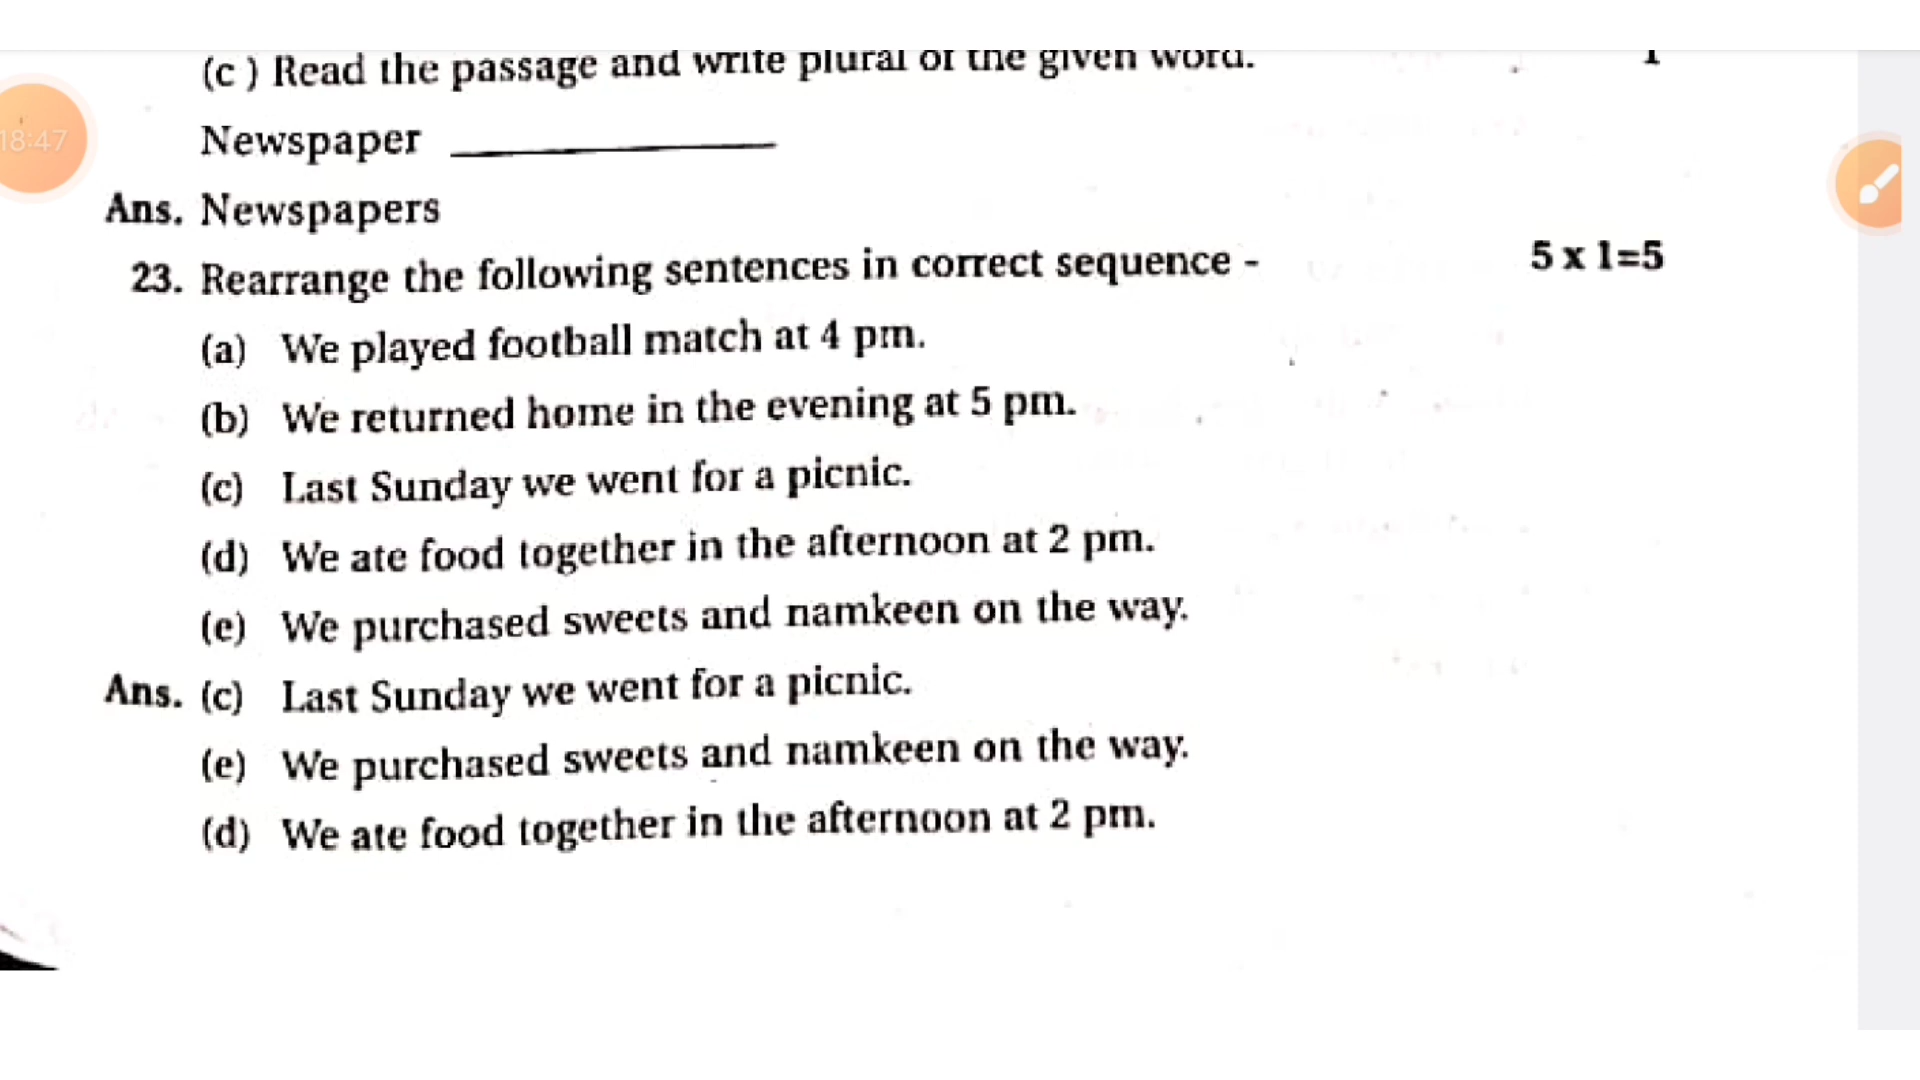 (c ) Read the passage and write plural of the given word. 1
18:47
Newspaper
Ans. Newspapers
23. Rearrange the following sentences in correct sequence - 5 x 1=5
(a) We played football match at 4 pm.
(b) We returned home in the evening at 5 pm.
(c) Last Sunday we went for a picnic.
(d) We ate food together in the afternoon at 2 pm.
(e) We purchased sweets and namkeen on the way.
Ans. (c) Last Sunday we went for a picnic.
(e) We purchased sweets and namkeen on the way.
(d) We ate food together in the afternoon at 2 pm.